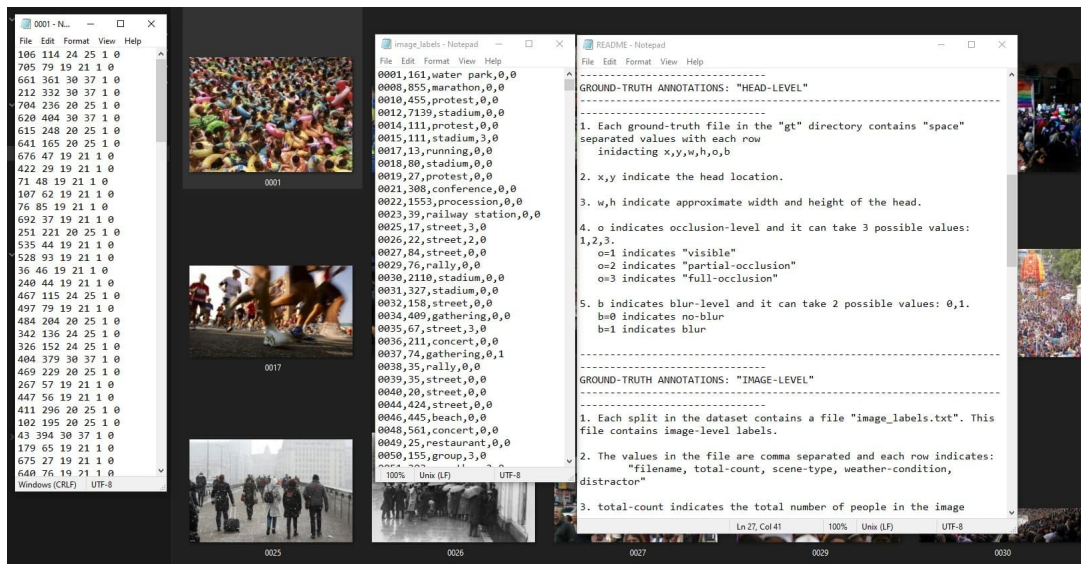 0001 - N...
File Edit Format View Help
106 114 24 25 1 0
705 79 19 21 1 0
661 361 30 37 1 0
212 332 30 37 1 0
704 236 20 25 1 0
620 404 30 37 1 0
615 248 20 25 1 0
641 165 20 25 1 0
676 47 19 21 1 0
422 29 19 21 1 0
71 48 19 21 1 0
107 62 19 21 1 0
76 85 19 21 1 0
692 37 19 21 1 0
251 221 20 25 1 0
535 44 19 21 1 0
528 93 19 21 1 0
36 46 19 21 1 0
240 44 19 21 1 0
467 115 24 25 1 0
497 79 19 21 1 0
484 204 20 25 1 0
342 136 24 25 1 0
326 152 24 25 1 0
404 379 30 37 1 0
469 229 20 25 1 0
267 57 19 21 1 0
447 56 19 21 1 0
411 296 20 25 1 0
102 195 20 25 1 0
43 394 30 37 1 0
179 65 19 21 1 0
675 27 19 21 1 0
640 76 19 21 1 0
Windows (CRLF) UTF-8
0001
0017
0025
image_labels - Notepad
File Edit Format View Help
0001,161,water park,0,0
0008,855,marathon,0,0
0010,455,protest,0,0
0012,7139,stadium,0,0
0014,111,protest,0,0
0015,111,stadium,3,0
0017,13,running,0,0
0018,80,stadium,0,0
0019,27,protest,0,0
0021,308,conference,0,0
0022,1553,procession,0,0
0023,39,railway station,0,0
0025,17,street,3,0
0026,22,street,2,0
0027,84,street,0,0
0029,76,rally,0,0
0030,2110,stadium,0,0
0031,327,stadium,0,0
0032,158,street,0,0
0034,409,gathering,0,0
0035,67,street,3,0
0036,211,concert,0,0
0037,74,gathering,0,1
0038,35,rally,0,0
0039,35,street,0,0
0040,20,street,0,0
0044,424,street,0,0
0046,445,beach,0,0
0048,561,concert,0,0
0049,25,restaurant,0,0
0050,155,group,3,0
100% Unix (LF) UTF-8
0026
README - Notepad
File Edit Format View Help
-------------------------------
GROUND-TRUTH ANNOTATIONS: "HEAD-LEVEL"
----------------------------------------------------------------------
-------------------------------
1. Each ground-truth file in the "gt" directory contains "space"
separated values with each row
inidacting x,y,w,h,o,b
2. x,y indicate the head location.
3. w,h indicate approximate width and height of the head.
4. o indicates occlusion-level and it can take 3 possible values:
1,2,3.
o=1 indicates "visible"
o=2 indicates "partial-occlusion"
o=3 indicates "full-occlusion"
5. b indicates blur-level and it can take 2 possible values: 0,1.
b=0 indicates no-blur
b=1 indicates blur
----------------------------------------------------------------------
-------------------------------
GROUND-TRUTH ANNOTATIONS: "IMAGE-LEVEL"
----------------------------------------------------------------------
-------------------------------
1. Each split in the dataset contains a file "image_labels.txt". This
file contains image-level labels.
2. The values in the file are comma separated and each row indicates:
"filename, total-count, scene-type, weather-condition,
distractor"
3. total-count indicates the total number of people in the image
Ln 27, Col 41 100% Unix (LF) UTF-8
0027
0029
0030